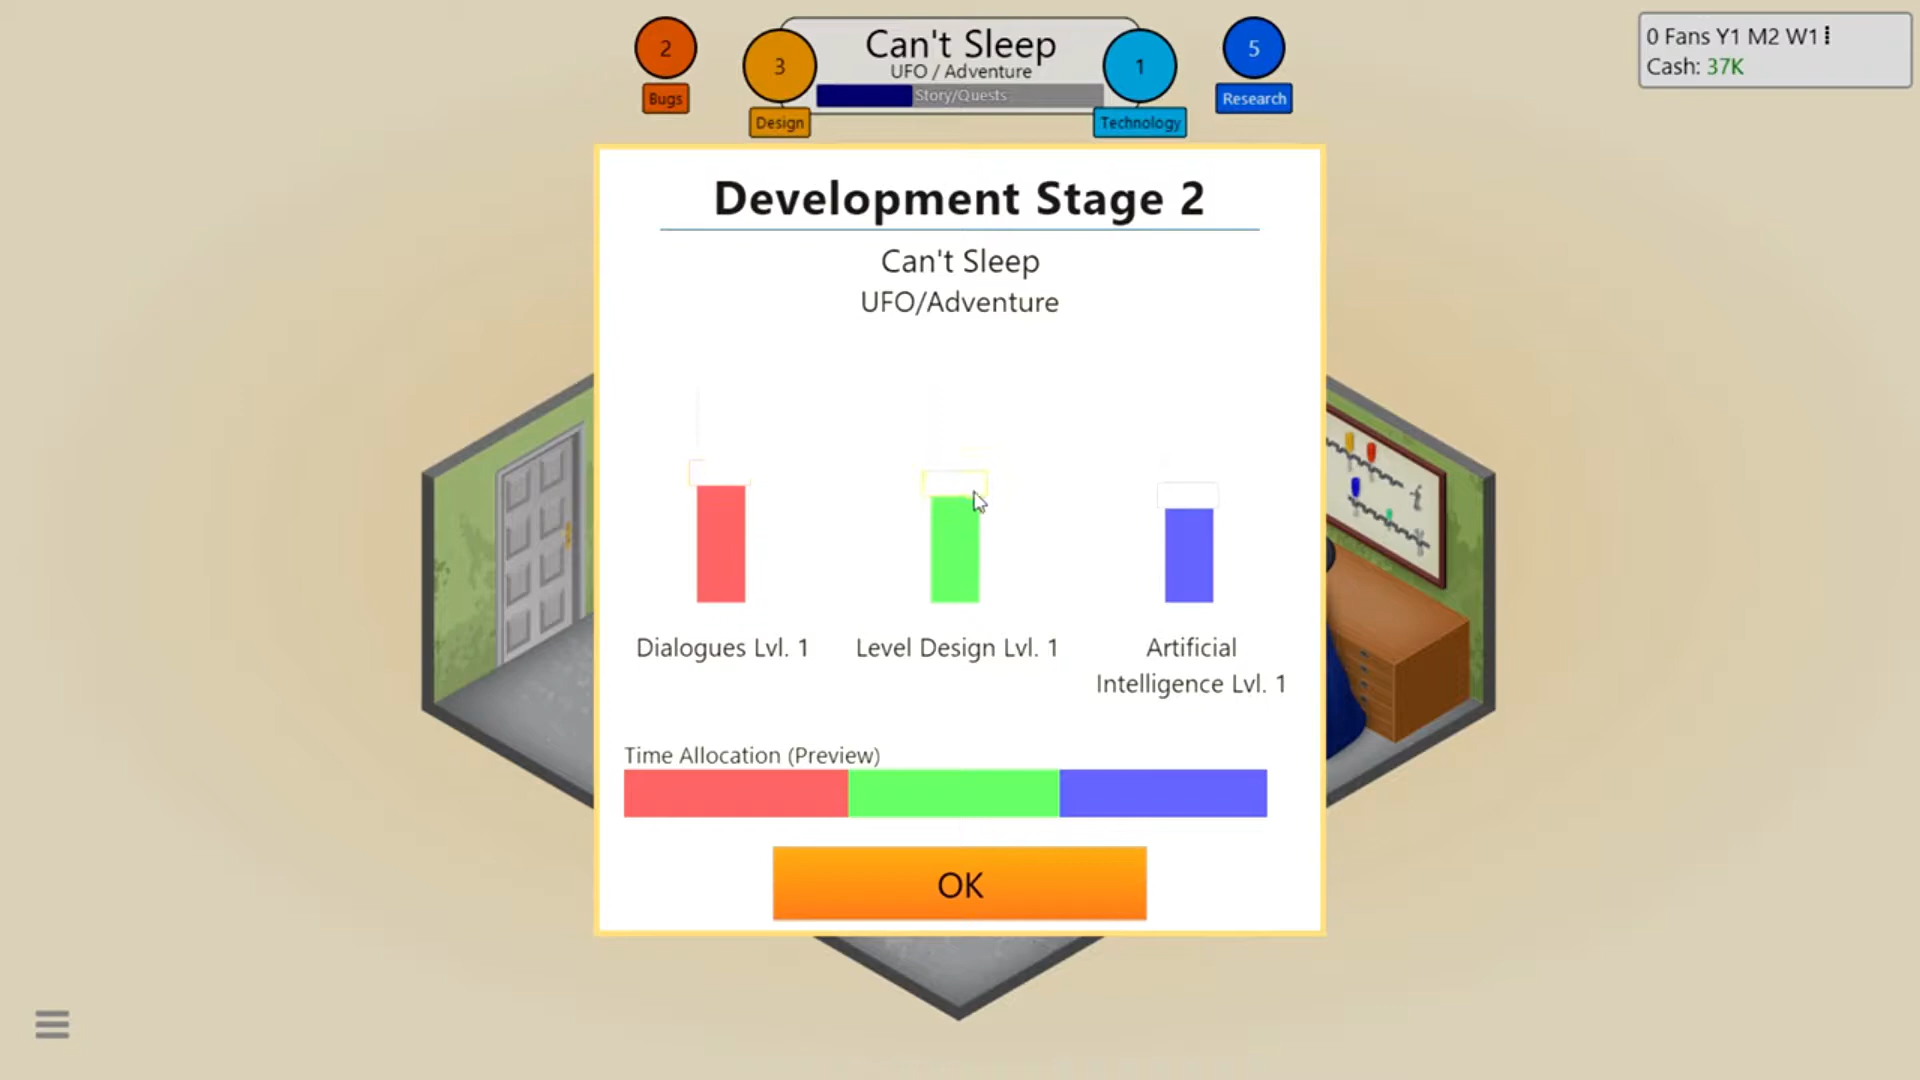 2
Bugs
3
Design
Can't Sleep
UFO / Adventure
Story/Quests
1
Technology
5
Research
0 Fans Y1 M2 W1
Cash: 37K
Development Stage 2
Can't Sleep
UFO/Adventure
Dialogues Lvl. 1
Level Design Lvl. 1
Artificial
Intelligence Lvl. 1
Time Allocation (Preview)
OK